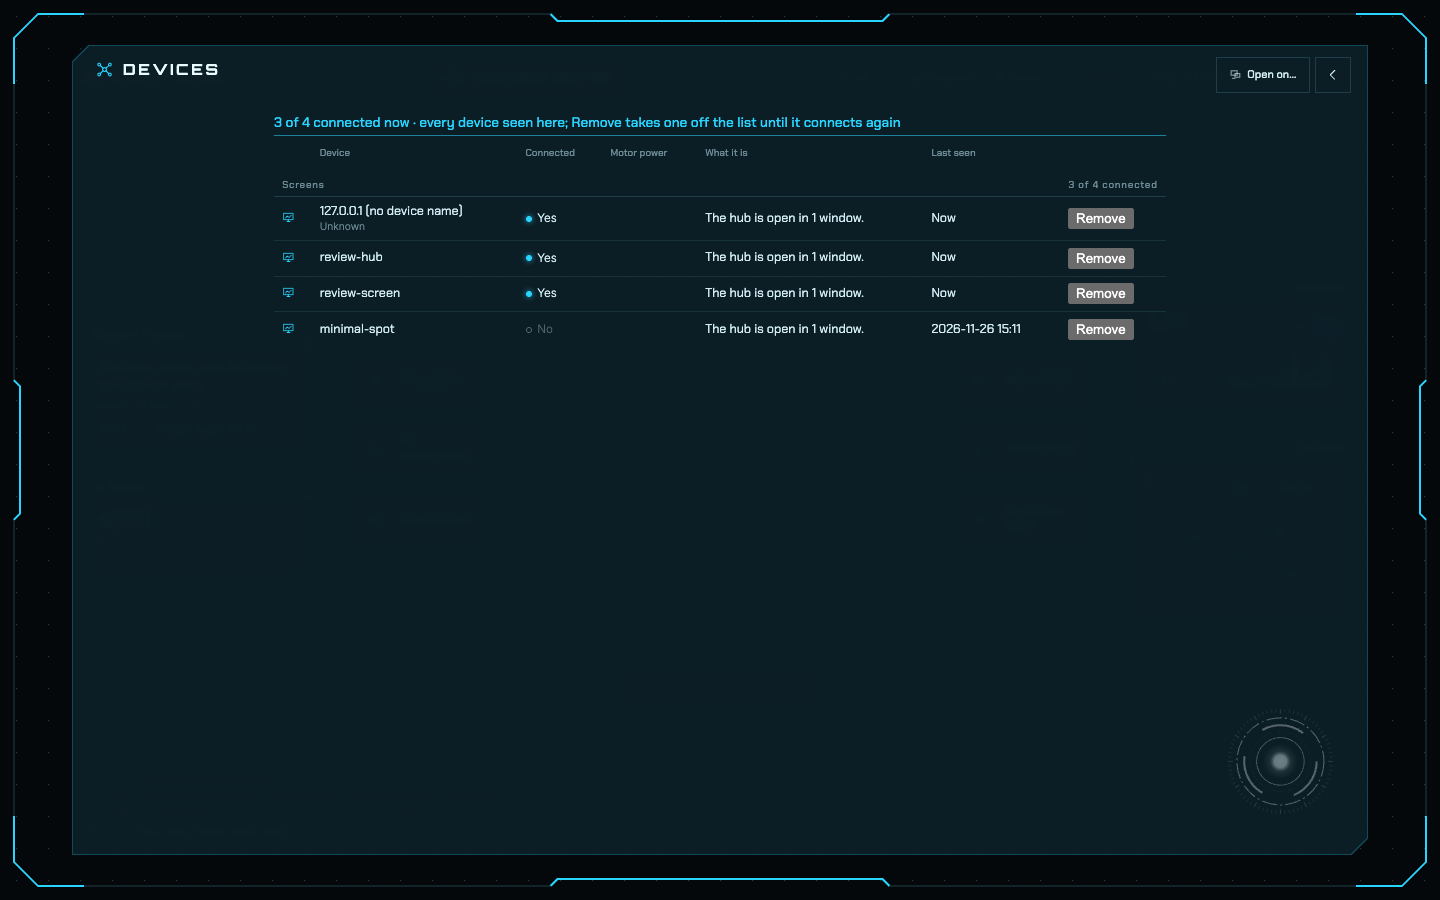 DEVICES
Open on...
3 of 4 connected now · every device seen here; Remove takes one off the list until it connects again
Device Connected Motor power What it is Last seen
Screens 3 of 4 connected
127.0.0.1 (no device name) Yes The hub is open in 1 window. Now Remove
Unknown
review-hub Yes The hub is open in 1 window. Now Remove
review-screen Yes The hub is open in 1 window. Now Remove
minimal-spot No The hub is open in 1 window. 2026-11-26 15:11 Remove